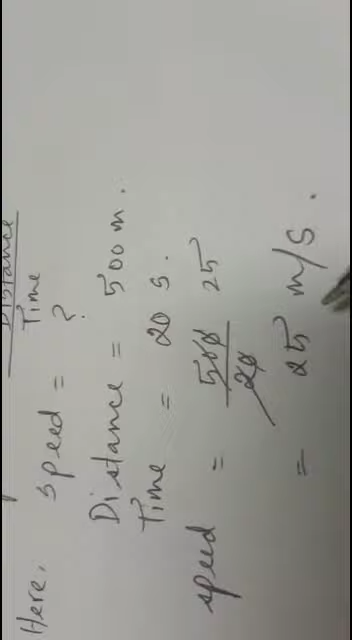 Distance
Time
Here, speed = ?
Distance = 500 m.
Time = 20 s.
speed = 500/20 25
= 25 m/s.